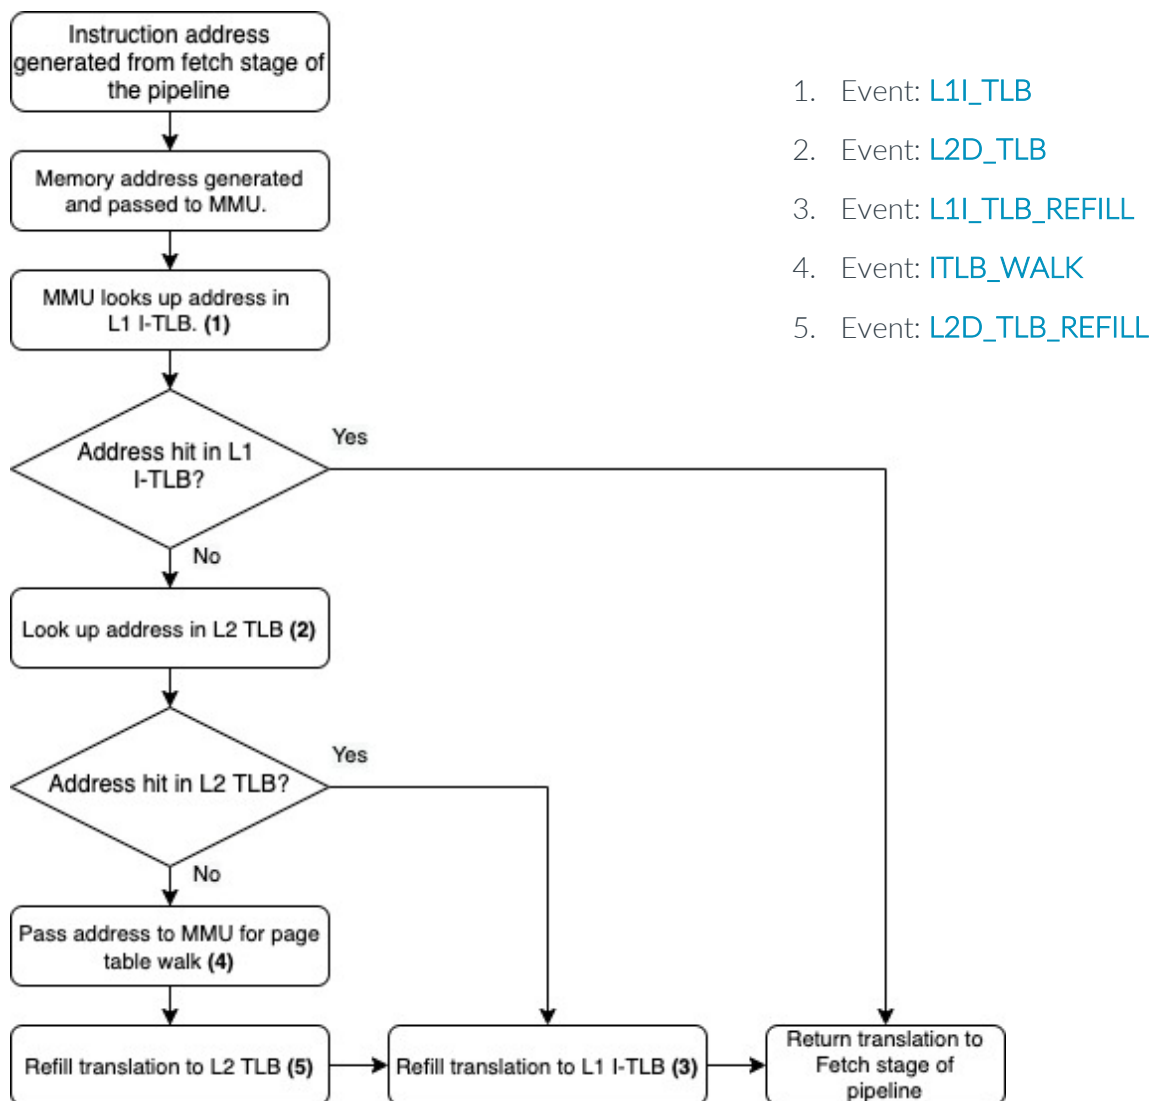 Instruction address
generated from fetch stage of
the pipeline
Memory address generated
and passed to MMU.
MMU looks up address in
L1 I-TLB. (1)
Address hit in L1
I-TLB?
Yes
No
Look up address in L2 TLB (2)
Address hit in L2 TLB?
Yes
No
Pass address to MMU for page
table walk (4)
Refill translation to L2 TLB (5)
Refill translation to L1 I-TLB (3)
Return translation to
Fetch stage of
pipeline
1. Event: L1I_TLB
2. Event: L2D_TLB
3. Event: L1I_TLB_REFILL
4. Event: ITLB_WALK
5. Event: L2D_TLB_REFILL